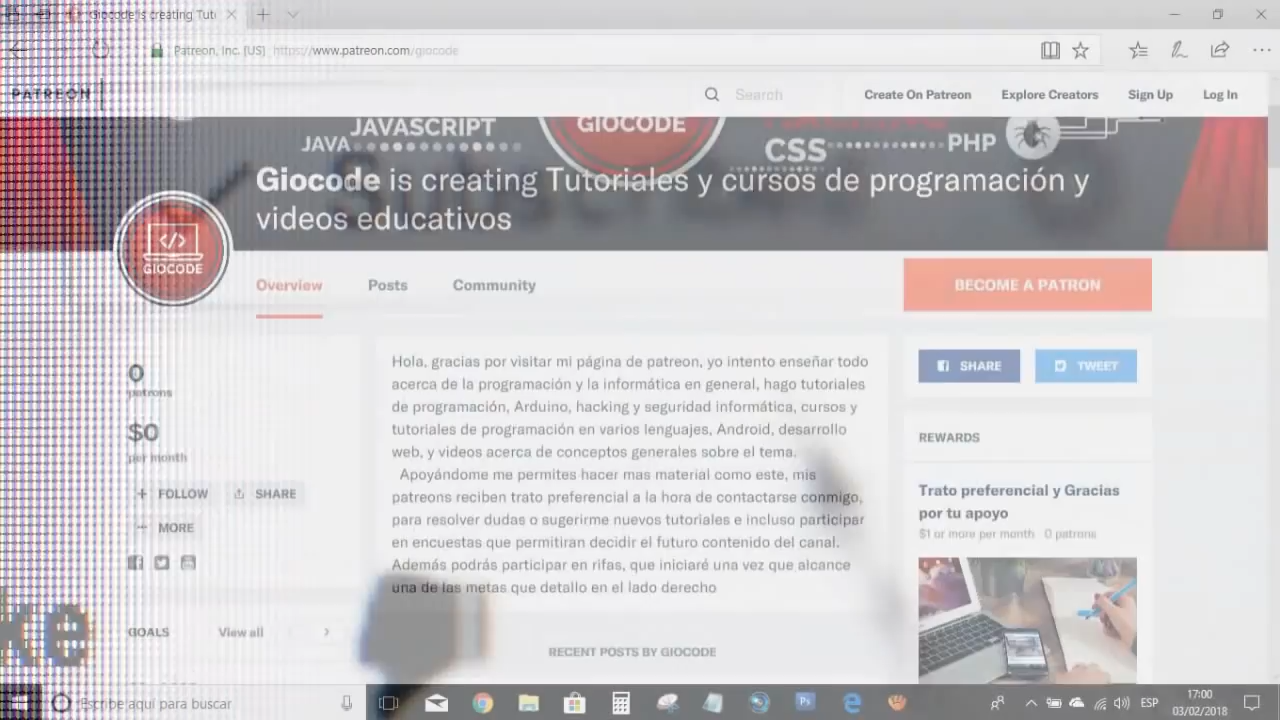 Giocode is creating Tut
Patreon, Inc. (US) https://www.patreon.com/giocode
PATREON
Search
Create On Patreon
Explore Creators
Sign Up
Log In
JAVASCRIPT
JAVA
GIOCODE
CSS
PHP
Giocode is creating Tutoriales y cursos de programación y
videos educativos
GIOCODE
Overview
Posts
Community
BECOME A PATRON
0
patrons
$0
per month
FOLLOW
SHARE
MORE
GOALS
View all
Hola, gracias por visitar mi página de patreon, yo intento enseñar todo
acerca de la programación y la informática en general, hago tutoriales
de programación, Arduino, hacking y seguridad informática, cursos y
tutoriales de programación en varios lenguajes, Android, desarrollo
web, y videos acerca de conceptos generales sobre el tema.
Apoyándome me permites hacer mas material como este, mis
patreons reciben trato preferencial a la hora de contactarse conmigo,
para resolver dudas o sugerirme nuevos tutoriales e incluso participar
en encuestas que permitiran decidir el futuro contenido del canal.
Además podrás participar en rifas, que iniciaré una vez que alcance
una de las metas que detallo en el lado derecho
RECENT POSTS BY GIOCODE
SHARE
TWEET
REWARDS
Trato preferencial y Gracias
por tu apoyo
$1 or more per month 0 patrons
ke
Escribe aquí para buscar
ESP
17:00
03/02/2018